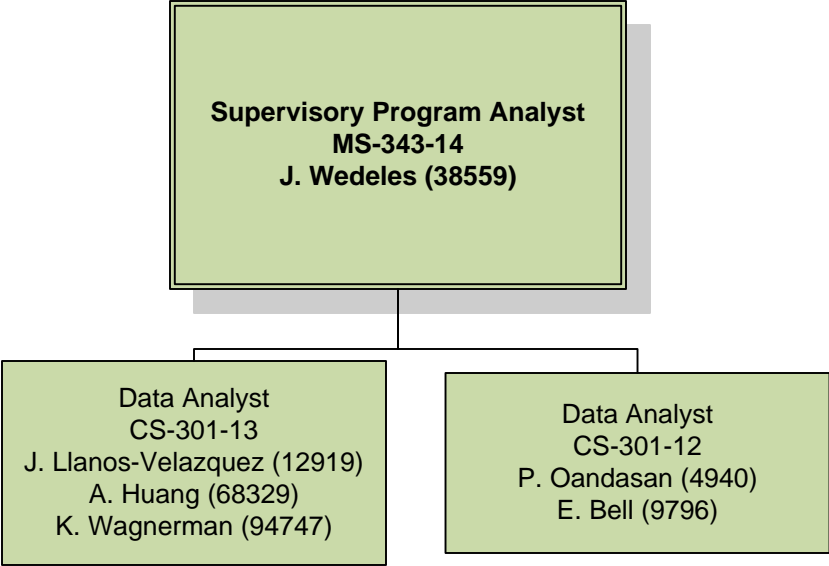 Supervisory Program Analyst
MS-343-14
J. Wedeles (38559)
Data Analyst
CS-301-13
J. Llanos-Velazquez (12919)
A. Huang (68329)
K. Wagnerman (94747)
Data Analyst
CS-301-12
P. Oandasan (4940)
E. Bell (9796)